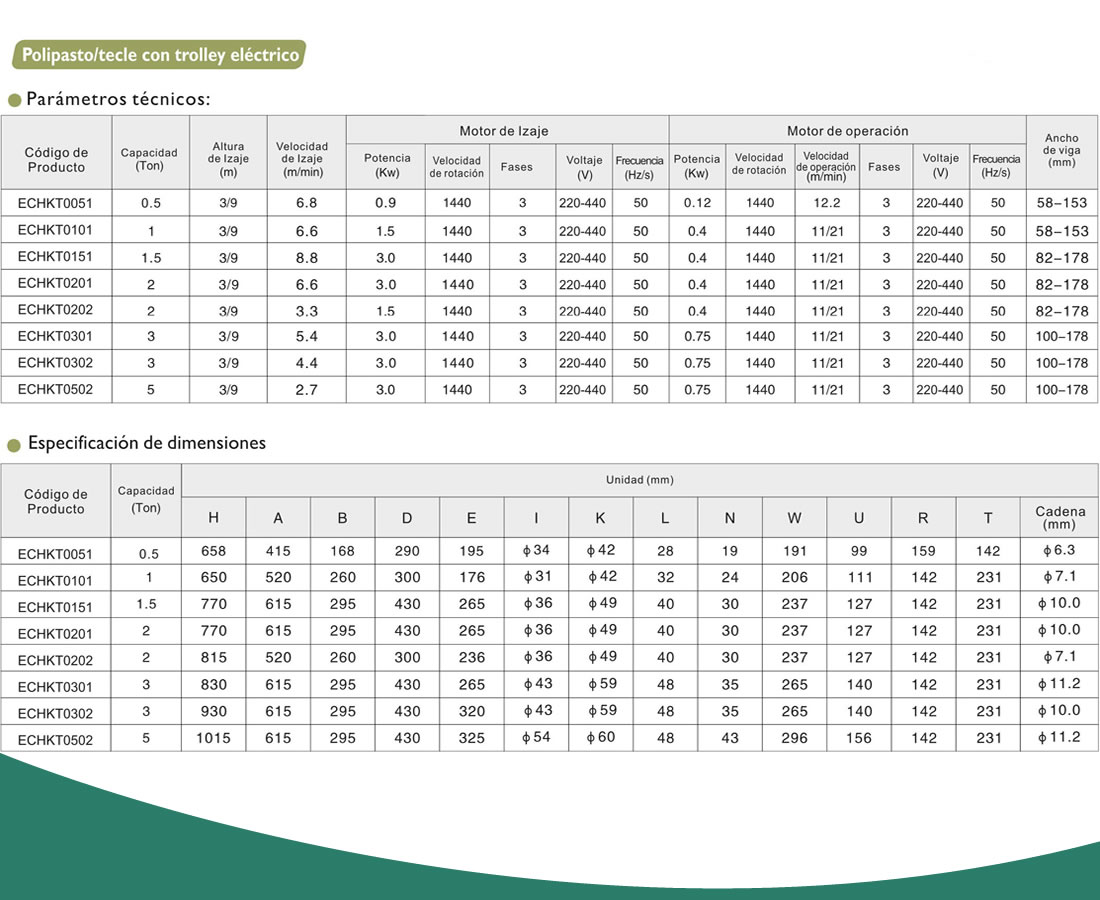 Polipasto/tecle con trolley eléctrico
Parámetros técnicos:
Código de Producto Capacidad (Ton) Altura de Izaje (m) Velocidad de Izaje (m/min) Motor de Izaje Motor de operación Ancho de viga (mm)
Potencia (Kw) Velocidad de rotación Fases Voltaje (V) Frecuencia (Hz/s) Potencia (Kw) Velocidad de rotación Velocidad de operación (m/min) Fases Voltaje (V) Frecuencia (Hz/s)
ECHKT0051 0.5 3/9 6.8 0.9 1440 3 220-440 50 0.12 1440 12.2 3 220-440 50 58–153
ECHKT0101 1 3/9 6.6 1.5 1440 3 220-440 50 0.4 1440 11/21 3 220-440 50 58–153
ECHKT0151 1.5 3/9 8.8 3.0 1440 3 220-440 50 0.4 1440 11/21 3 220-440 50 82–178
ECHKT0201 2 3/9 6.6 3.0 1440 3 220-440 50 0.4 1440 11/21 3 220-440 50 82–178
ECHKT0202 2 3/9 3.3 1.5 1440 3 220-440 50 0.4 1440 11/21 3 220-440 50 82–178
ECHKT0301 3 3/9 5.4 3.0 1440 3 220-440 50 0.75 1440 11/21 3 220-440 50 100–178
ECHKT0302 3 3/9 4.4 3.0 1440 3 220-440 50 0.75 1440 11/21 3 220-440 50 100–178
ECHKT0502 5 3/9 2.7 3.0 1440 3 220-440 50 0.75 1440 11/21 3 220-440 50 100–178
Especificación de dimensiones
Código de Producto Capacidad (Ton) Unidad (mm)
H A B D E I K L N W U R T Cadena (mm)
ECHKT0051 0.5 658 415 168 290 195 ϕ34 ϕ42 28 19 191 99 159 142 ϕ6.3
ECHKT0101 1 650 520 260 300 176 ϕ31 ϕ42 32 24 206 111 142 231 ϕ7.1
ECHKT0151 1.5 770 615 295 430 265 ϕ36 ϕ49 40 30 237 127 142 231 ϕ10.0
ECHKT0201 2 770 615 295 430 265 ϕ36 ϕ49 40 30 237 127 142 231 ϕ10.0
ECHKT0202 2 815 520 260 300 236 ϕ36 ϕ49 40 30 237 127 142 231 ϕ7.1
ECHKT0301 3 830 615 295 430 265 ϕ43 ϕ59 48 35 265 140 142 231 ϕ11.2
ECHKT0302 3 930 615 295 430 320 ϕ43 ϕ59 48 35 265 140 142 231 ϕ10.0
ECHKT0502 5 1015 615 295 430 325 ϕ54 ϕ60 48 43 296 156 142 231 ϕ11.2